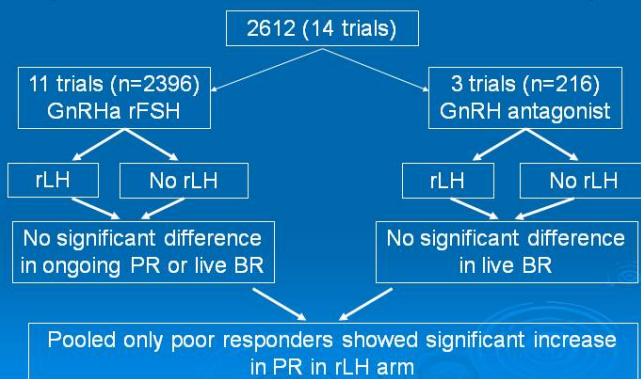 2612 (14 trials)
11 trials (n=2396)
GnRHa rFSH
3 trials (n=216)
GnRH antagonist
rLH
No rLH
rLH
No rLH
No significant difference
in ongoing PR or live BR
No significant difference
in live BR
Pooled only poor responders showed significant increase
in PR in rLH arm